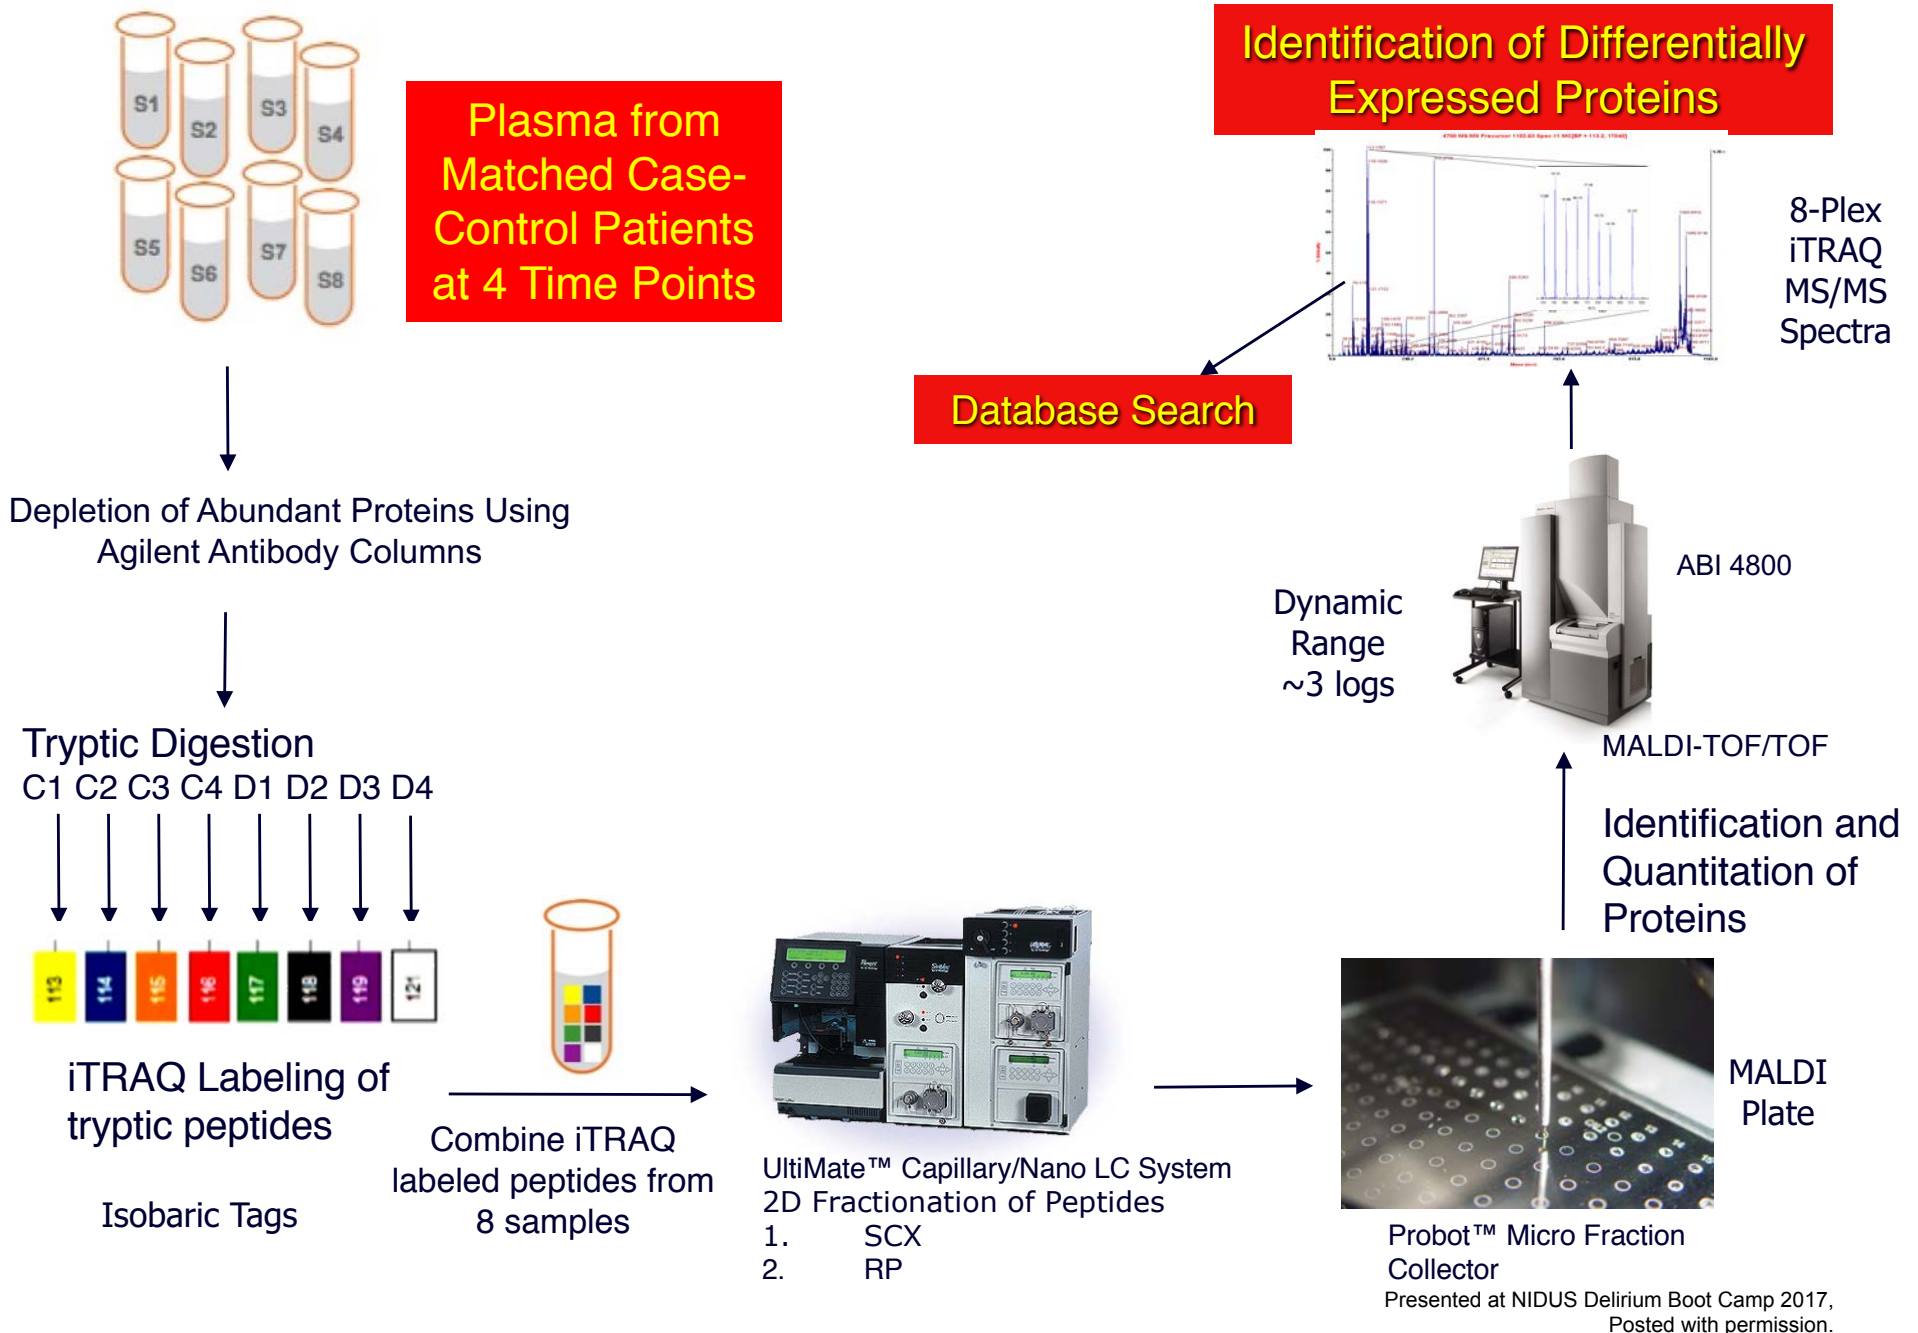 S1
S2
S3
S4
S5
S6
S7
S8
Plasma from
Matched Case-
Control Patients
at 4 Time Points
Depletion of Abundant Proteins Using
Agilent Antibody Columns
Tryptic Digestion
C1 C2 C3 C4 D1 D2 D3 D4
113
114
115
116
117
118
119
121
iTRAQ Labeling of
tryptic peptides
Isobaric Tags
Combine iTRAQ
labeled peptides from
8 samples
UltiMate™ Capillary/Nano LC System
2D Fractionation of Peptides
1. SCX
2. RP
MALDI
Plate
Probot™ Micro Fraction
Collector
Identification and
Quantitation of
Proteins
MALDI-TOF/TOF
ABI 4800
Dynamic
Range
~3 logs
8-Plex
iTRAQ
MS/MS
Spectra
Identification of Differentially
Expressed Proteins
Database Search
Presented at NIDUS Delirium Boot Camp 2017,
Posted with permission.